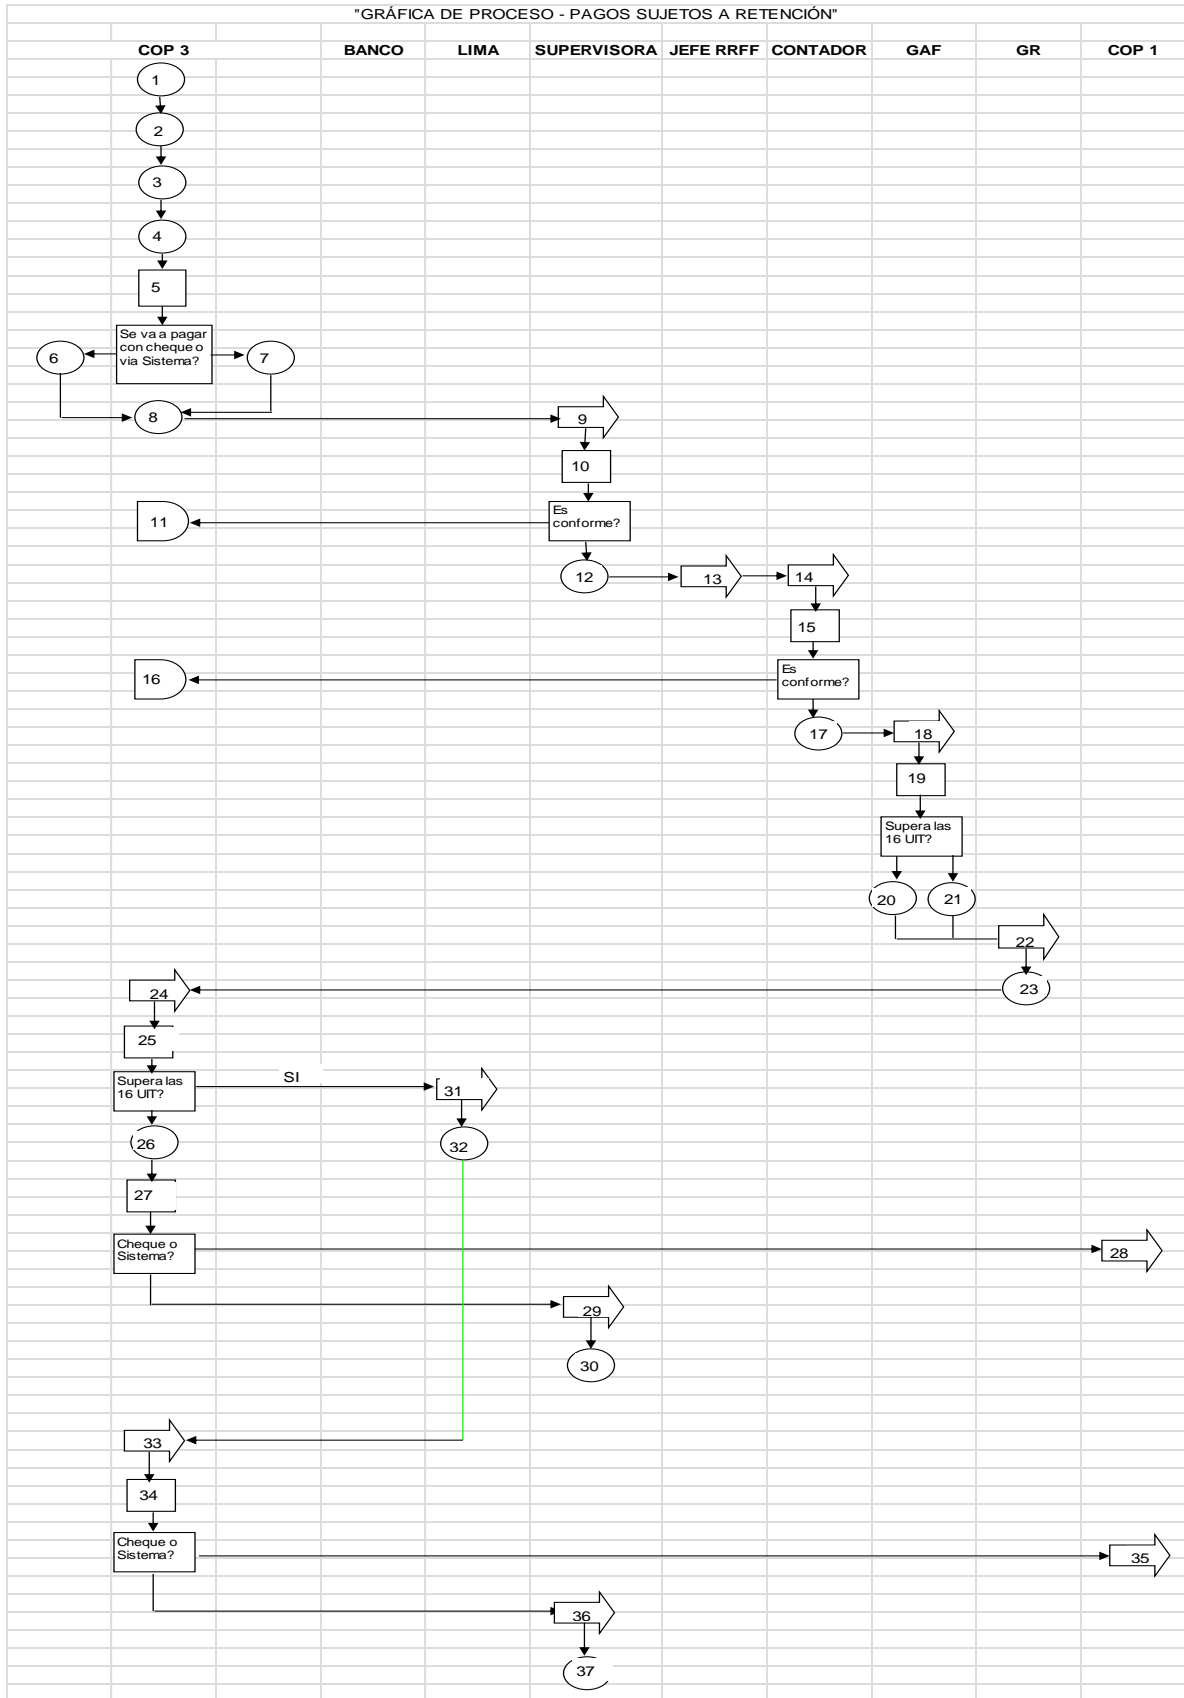 "GRÁFICA DE PROCESO - PAGOS SUJETOS A RETENCIÓN"
COP 3 BANCO LIMA SUPERVISORA JEFE RRFF CONTADOR GAF GR COP 1
1
2
3
4
5
Se va a pagar
con cheque o
via Sistema?
6
7
8
9
10
Es
conforme?
11
12
13
14
15
Es
conforme?
16
17
18
19
Supera las
16 UIT?
20
21
22
23
24
25
Supera las
16 UIT?
SI
31
26
32
27
Cheque o
Sistema?
28
29
30
33
34
Cheque o
Sistema?
35
36
37